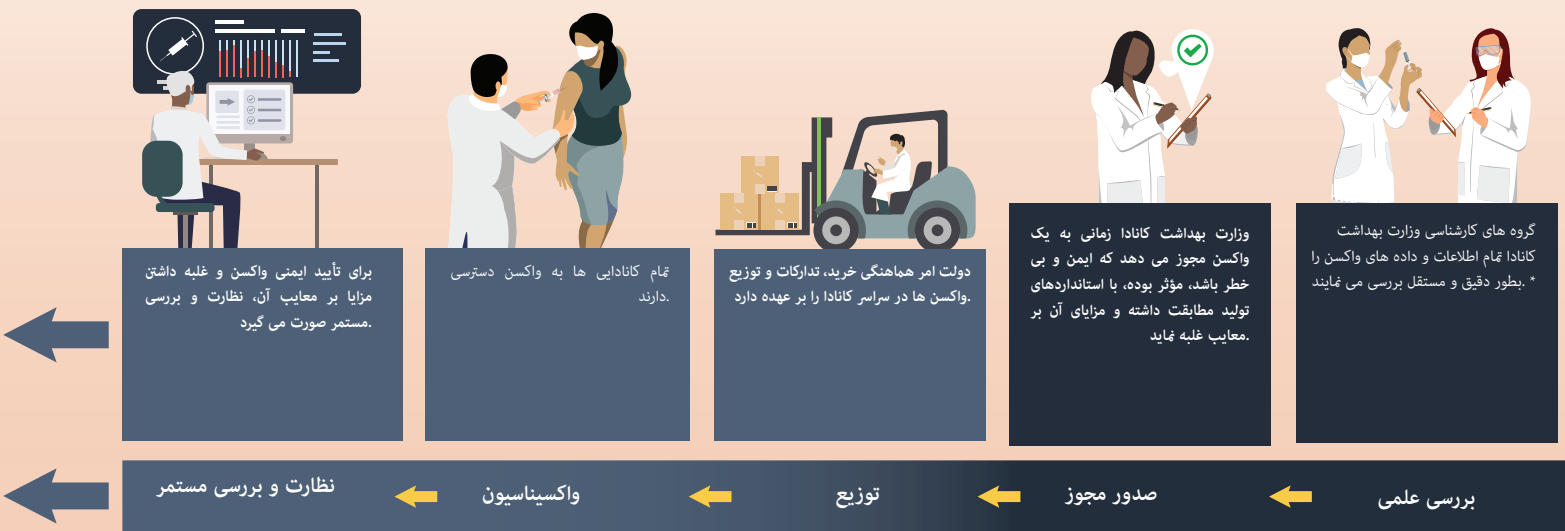 گروه های کارشناسی وزارت بهداشت
کانادا تمام اطلاعات و داده های واکسن را
بطور دقیق و مستقل بررسی می نمایند. *
وزارت بهداشت کانادا زمانی به یک
واکسن مجوز می دهد که ایمن و بی
خطر باشد، مؤثر بوده، با استانداردهای
تولید مطابقت داشته و مزایای آن بر
معایب غلبه نماید.
دولت امر هماهنگی خرید، تدارکات و توزیع
واکسن ها در سراسر کانادا را بر عهده دارد.
تمام کانادایی ها به واکسن دسترسی
دارند.
برای تأیید ایمنی واکسن و غلبه داشتن
مزایا بر معایب آن، نظارت و بررسی
مستمر صورت می گیرد.
بررسی علمی
صدور مجوز
توزیع
واکسیناسیون
نظارت و بررسی مستمر